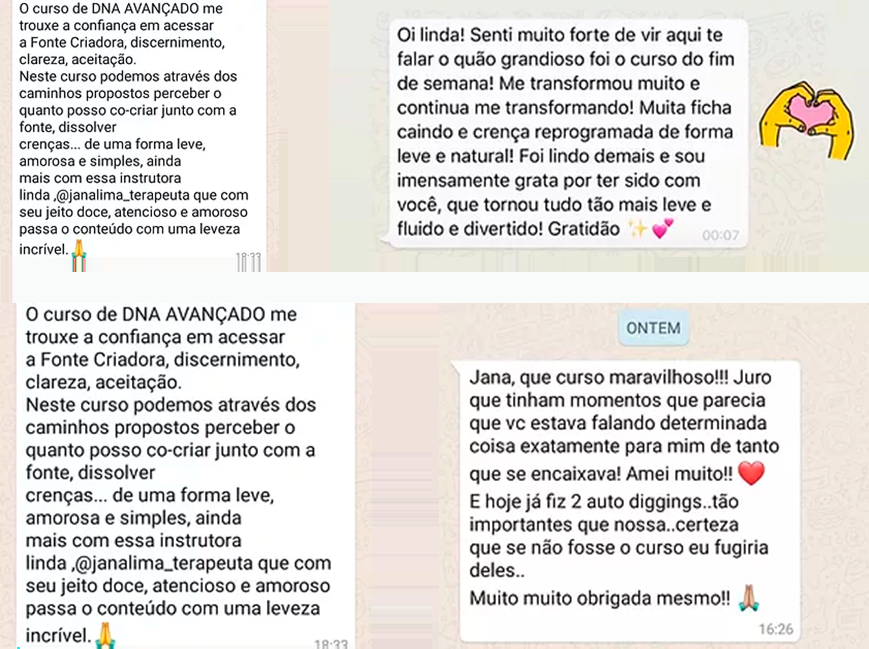 O curso de DNA AVANÇADO me
trouxe a confiança em acessar
a Fonte Criadora, discernimento,
clareza, aceitação.
Neste curso podemos através dos
caminhos propostos perceber o
quanto posso co-criar junto com a
fonte, dissolver
crenças... de uma forma leve,
amorosa e simples, ainda
mais com essa instrutora
linda ,@janalima_terapeuta que com
seu jeito doce, atencioso e amoroso
passa o conteúdo com uma leveza
incrível.🙏
18:33
Oi linda! Senti muito forte de vir aqui te
falar o quão grandioso foi o curso do fim
de semana! Me transformou muito e
continua me transformando! Muita ficha
caindo e crença reprogramada de forma
leve e natural! Foi lindo demais e sou
imensamente grata por ter sido com
você, que tornou tudo tão mais leve e
fluido e divertido! Gratidão ✨💕
00:07
O curso de DNA AVANÇADO me
trouxe a confiança em acessar
a Fonte Criadora, discernimento,
clareza, aceitação.
Neste curso podemos através dos
caminhos propostos perceber o
quanto posso co-criar junto com a
fonte, dissolver
crenças... de uma forma leve,
amorosa e simples, ainda
mais com essa instrutora
linda ,@janalima_terapeuta que com
seu jeito doce, atencioso e amoroso
passa o conteúdo com uma leveza
incrível.🙏
18:33
ONTEM
Jana, que curso maravilhoso!!! Juro
que tinham momentos que parecia
que vc estava falando determinada
coisa exatamente para mim de tanto
que se encaixava! Amei muito!! ❤️
E hoje já fiz 2 auto diggings..tão
importantes que nossa..certeza
que se não fosse o curso eu fugiria
deles..
Muito muito obrigada mesmo!! 🙏
16:26